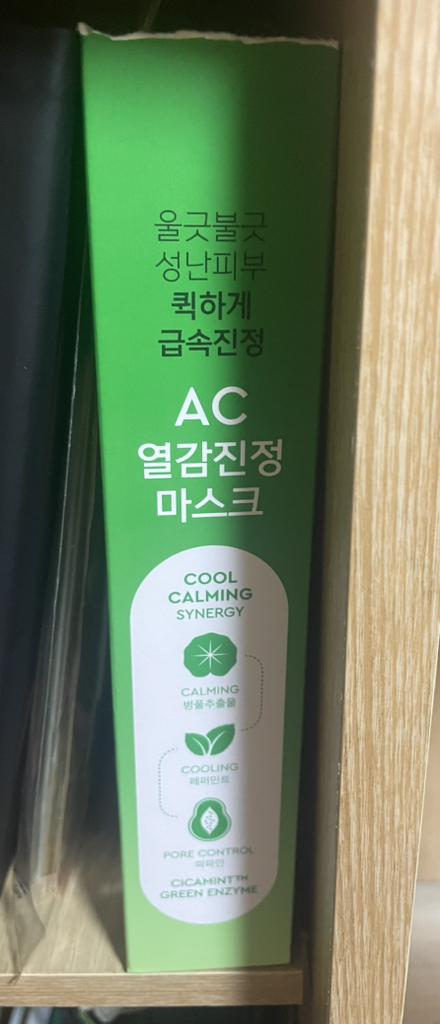 울긋불긋
성난피부
퀵하게
급속진정
AC
열감진정
마스크
COOL
CALMING
SYNERGY
CALMING
병풀추출물
COOLING
페퍼민트
PORE CONTROL
파파인
CICAMINT™
GREEN ENZYME